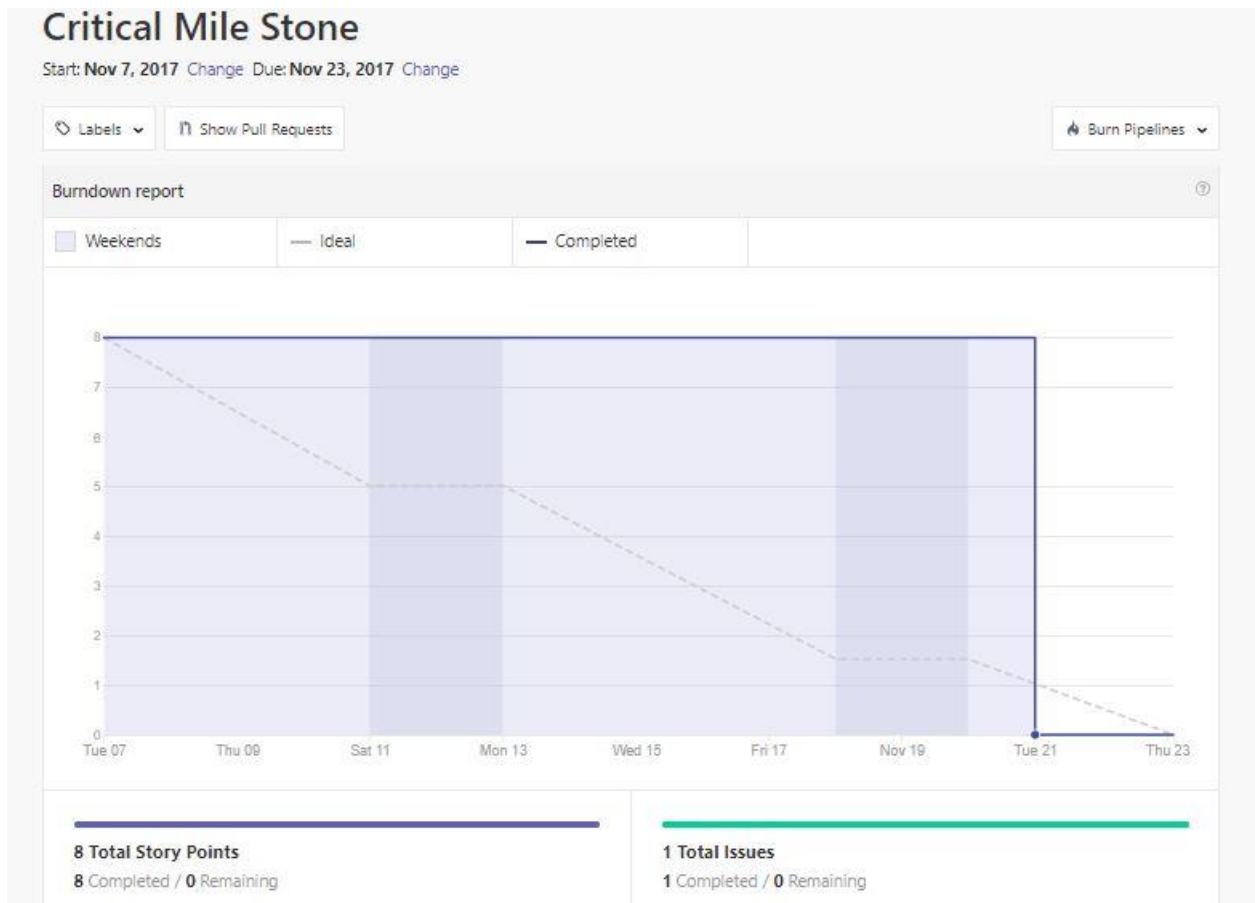 Critical Mile Stone
Start: Nov 7, 2017 Change Due: Nov 23, 2017 Change
Labels Show Pull Requests Burn Pipelines
Burndown report
Weekends Ideal Completed
8
7
6
5
4
3
2
1
0
Tue 07 Thu 09 Sat 11 Mon 13 Wed 15 Fri 17 Nov 19 Tue 21 Thu 23
8 Total Story Points 1 Total Issues
8 Completed / 0 Remaining 1 Completed / 0 Remaining